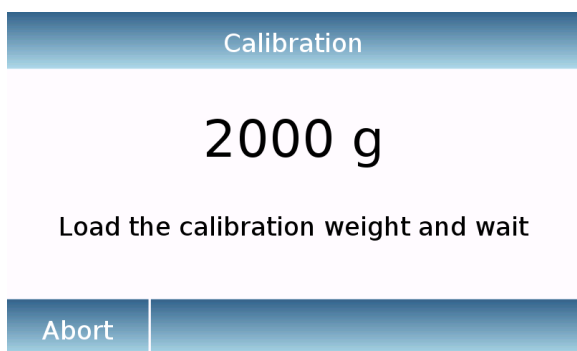 Calibration
2000 g
Load the calibration weight and wait
Abort